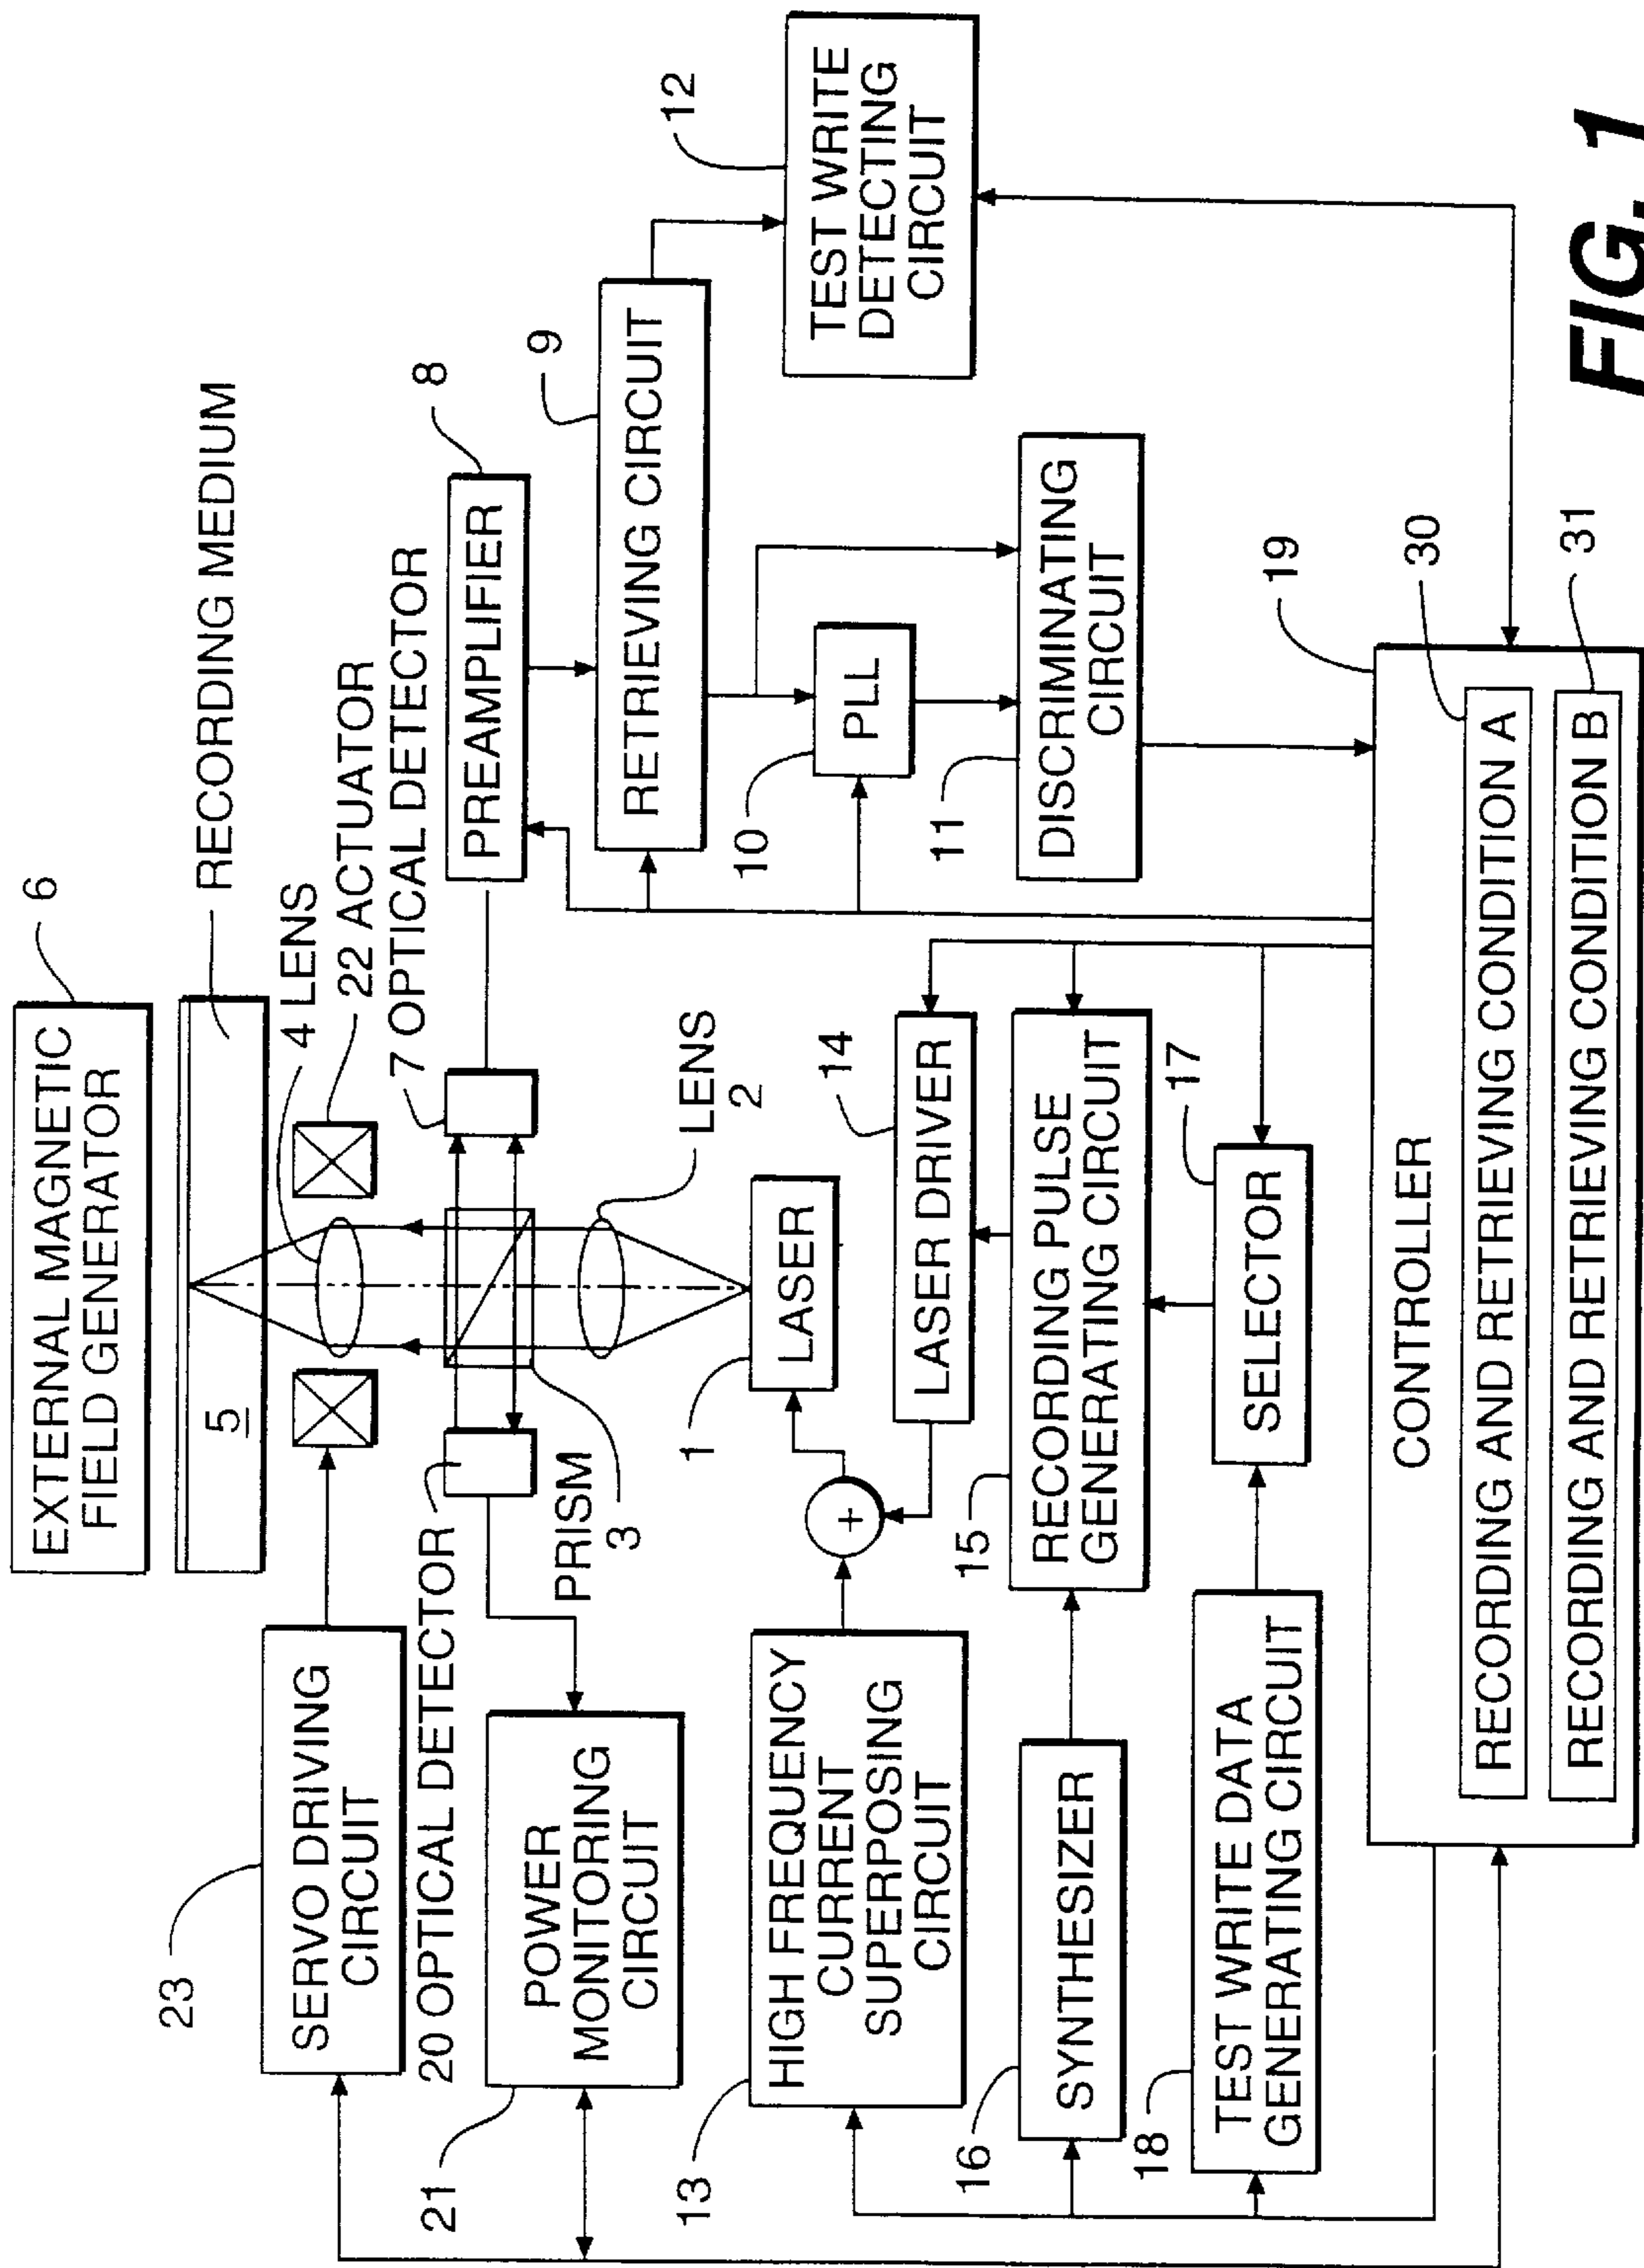 EXTERNAL MAGNETIC
FIELD GENERATOR
6
RECORDING MEDIUM
5
4 LENS
22 ACTUATOR
7 OPTICAL DETECTOR
23
SERVO DRIVING
CIRCUIT
20 OPTICAL DETECTOR
PREAMPLIFIER
8
21
POWER
MONITORING
CIRCUIT
PRISM
3
LENS
2
RETRIEVING CIRCUIT
9
1
LASER
10
PLL
12
TEST WRITE
DETECTING
CIRCUIT
13
HIGH FREQUENCY
CURRENT
SUPERPOSING
CIRCUIT
+
LASER DRIVER
14
11
DISCRIMINATING
CIRCUIT
16
SYNTHESIZER
15
RECORDING PULSE
GENERATING CIRCUIT
18
TEST WRITE DATA
GENERATING CIRCUIT
SELECTOR
17
19
CONTROLLER
RECORDING AND RETRIEVING CONDITION A
30
RECORDING AND RETRIEVING CONDITION B
31
FIG. 1